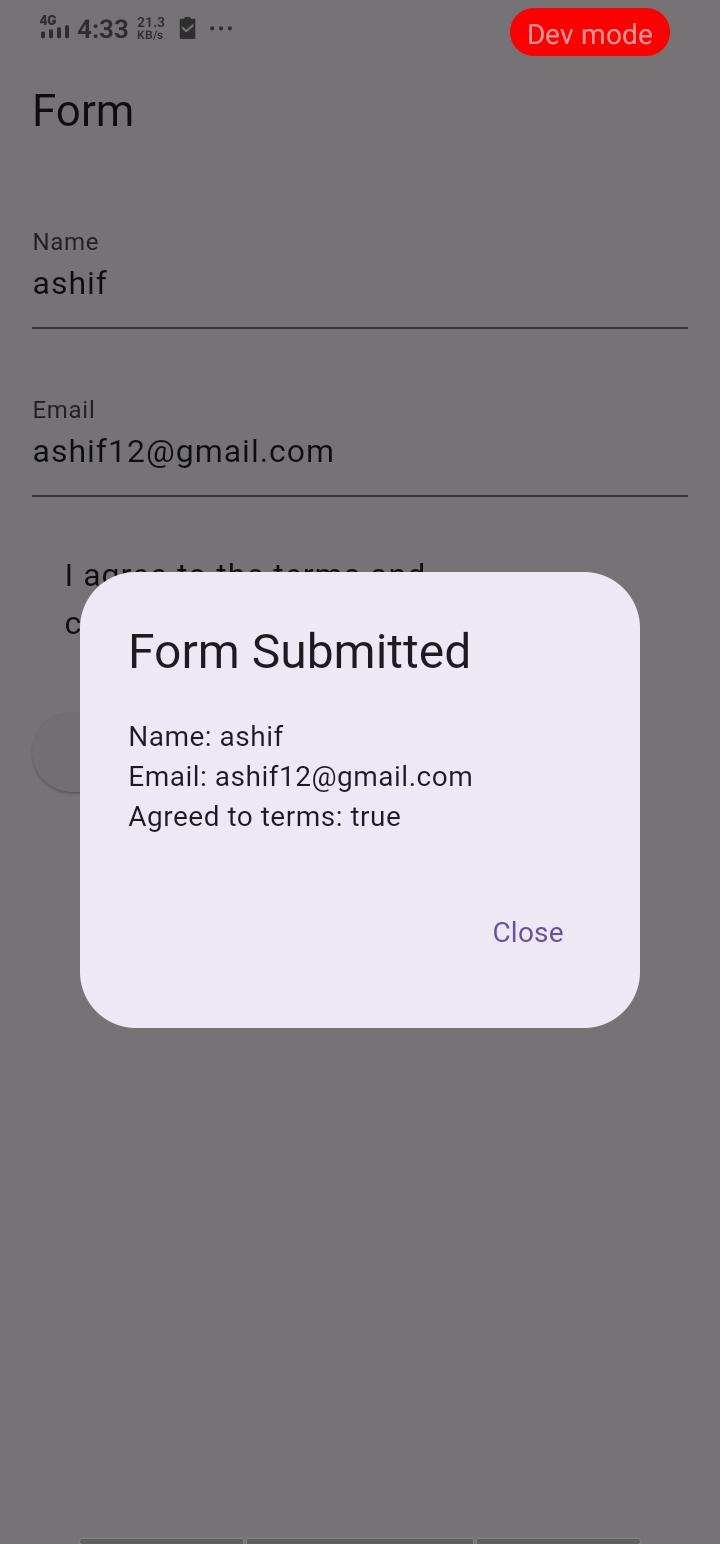 4G 4:33 21.3 KB/s ... Dev mode
Form
Name
ashif
Email
ashif12@gmail.com
I agree to the terms and
c
Form Submitted
Name: ashif
Email: ashif12@gmail.com
Agreed to terms: true
Close